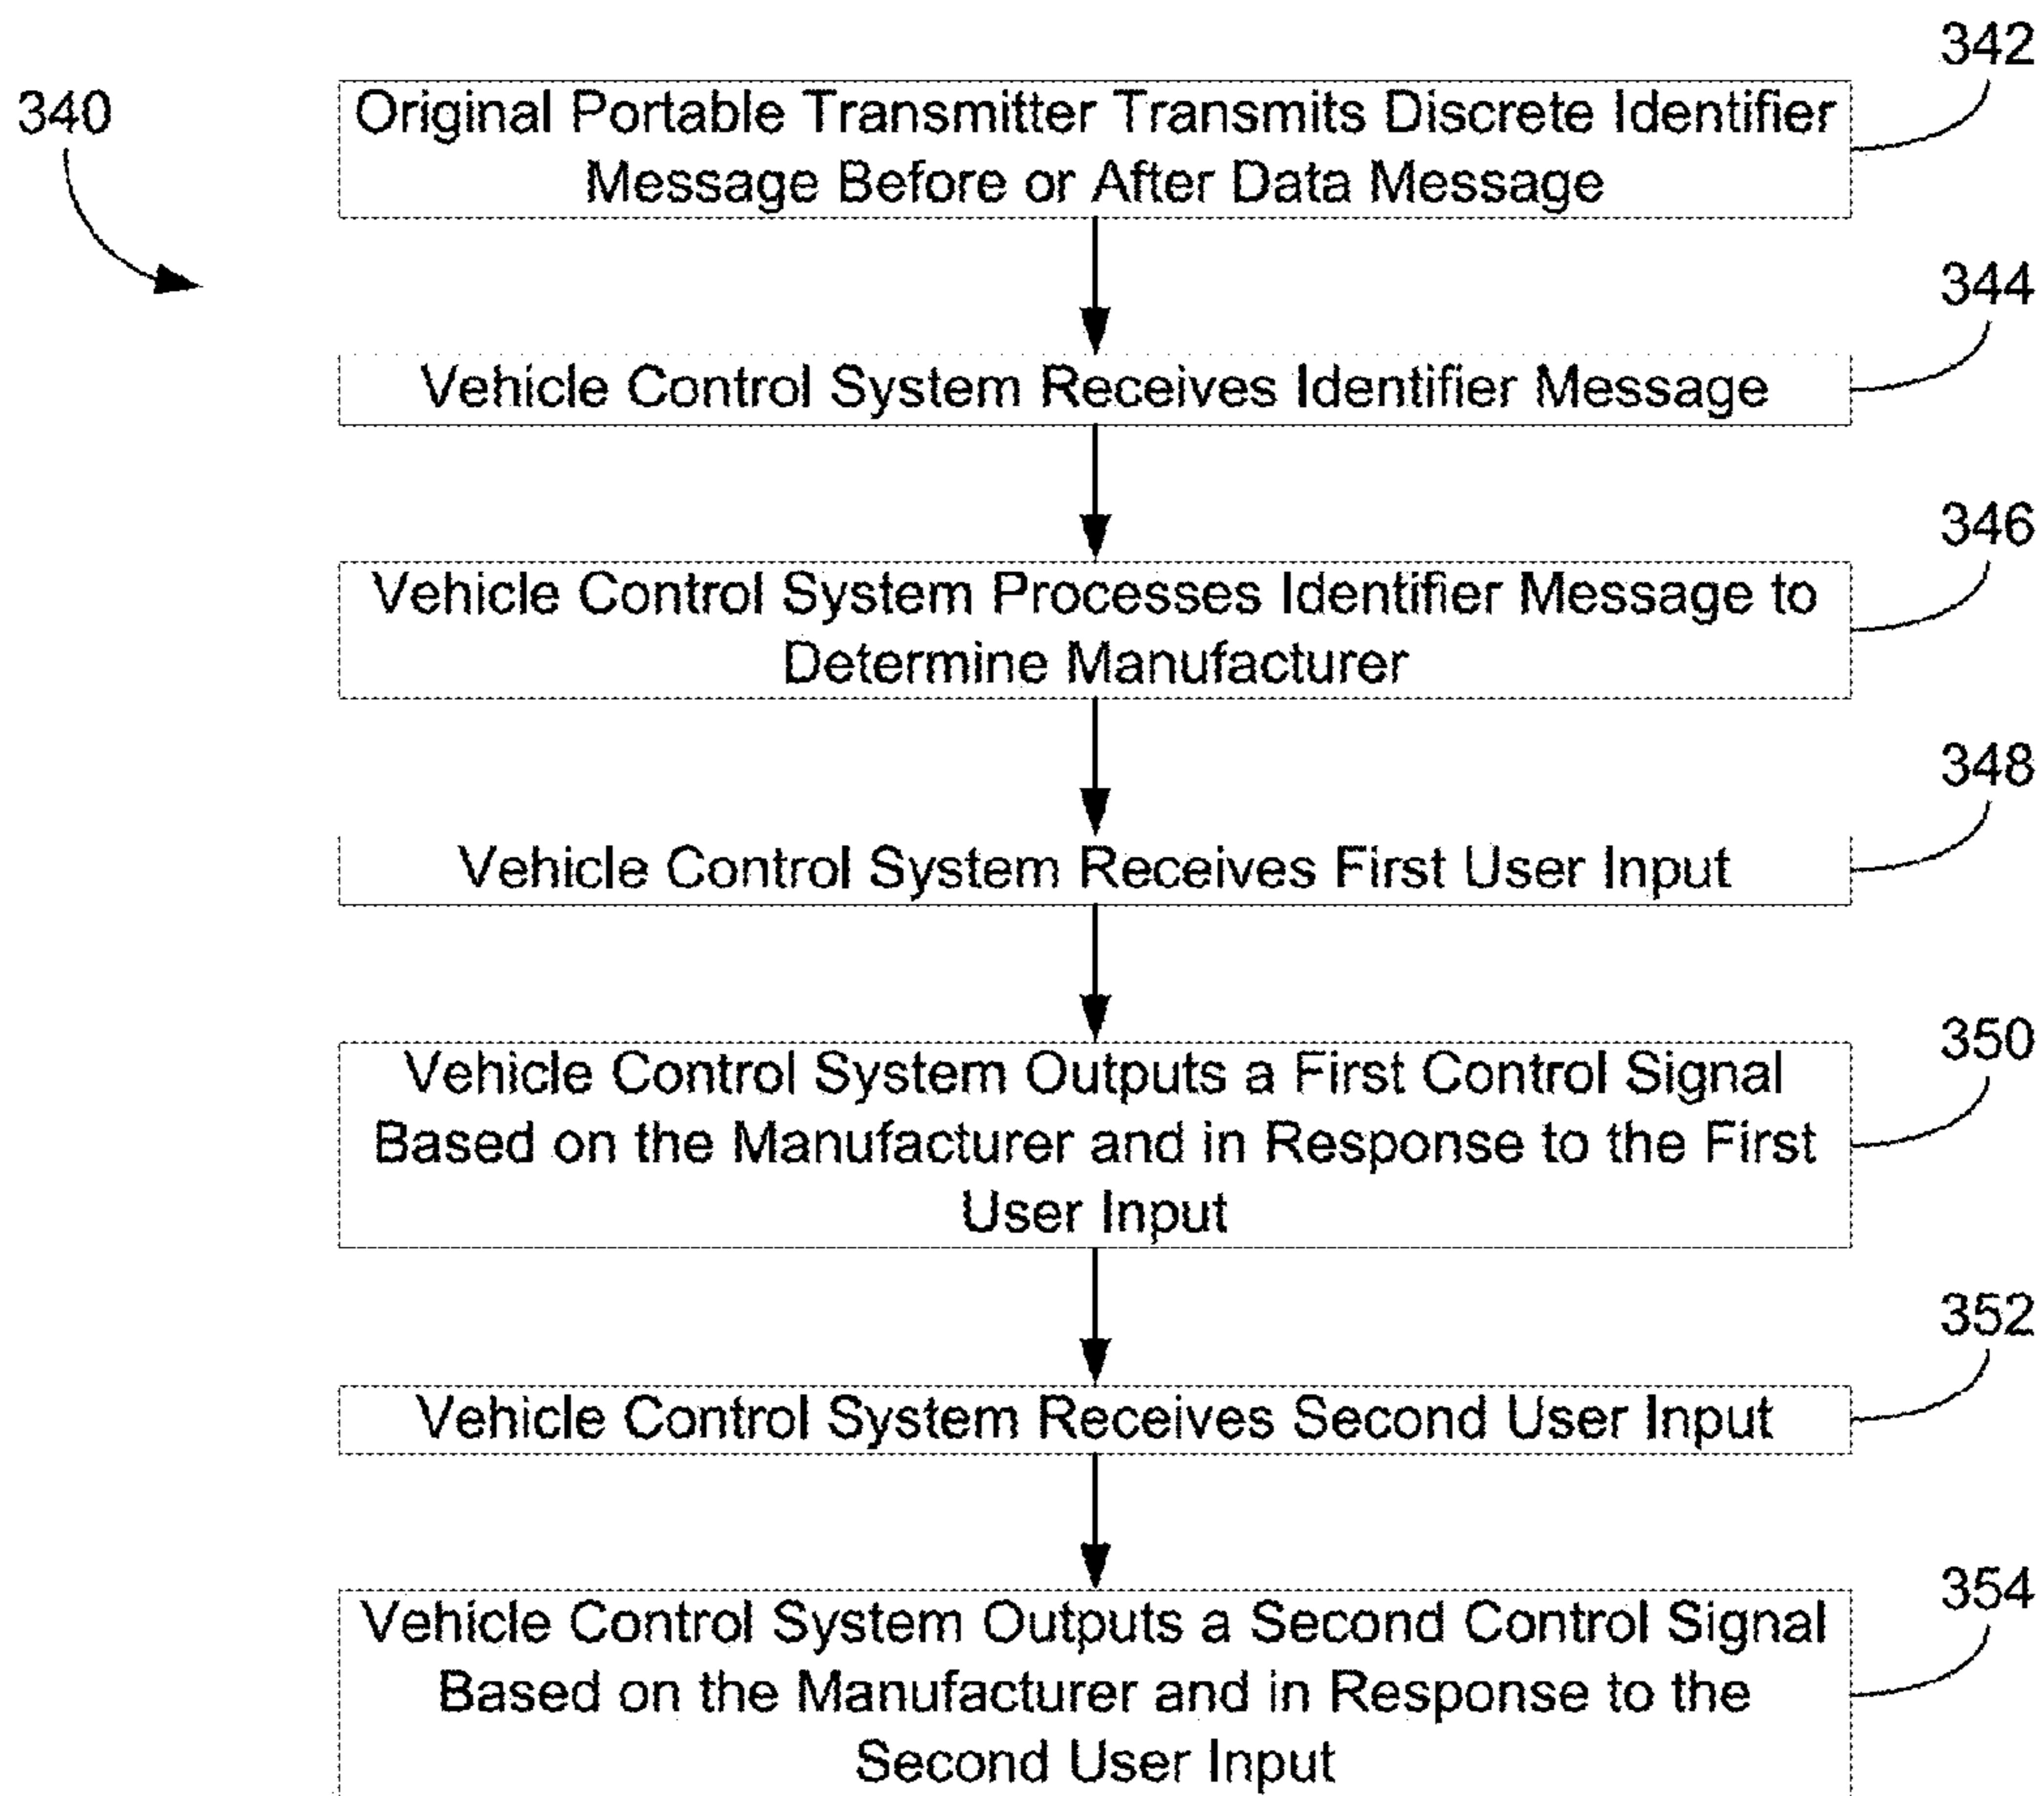 340
342
Original Portable Transmitter Transmits Discrete Identifier
Message Before or After Data Message
344
Vehicle Control System Receives Identifier Message
346
Vehicle Control System Processes Identifier Message to
Determine Manufacturer
348
Vehicle Control System Receives First User Input
350
Vehicle Control System Outputs a First Control Signal
Based on the Manufacturer and in Response to the First
User Input
352
Vehicle Control System Receives Second User Input
354
Vehicle Control System Outputs a Second Control Signal
Based on the Manufacturer and in Response to the
Second User Input